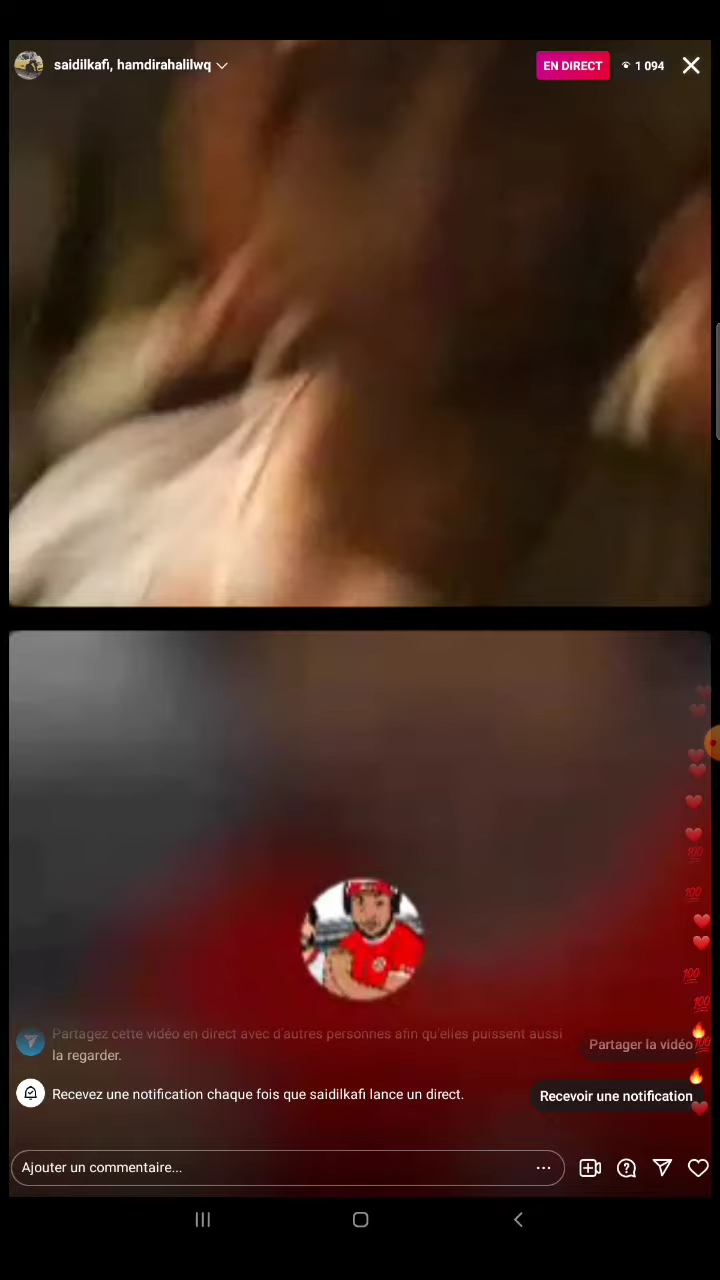 saidilkafi, hamdirahalilwq
EN DIRECT
1 094
Partagez cette vidéo en direct avec d'autres personnes afin qu'elles puissent aussi
la regarder.
Partager la vidéo
Recevez une notification chaque fois que saidilkafi lance un direct.
Recevoir une notification
Ajouter un commentaire...